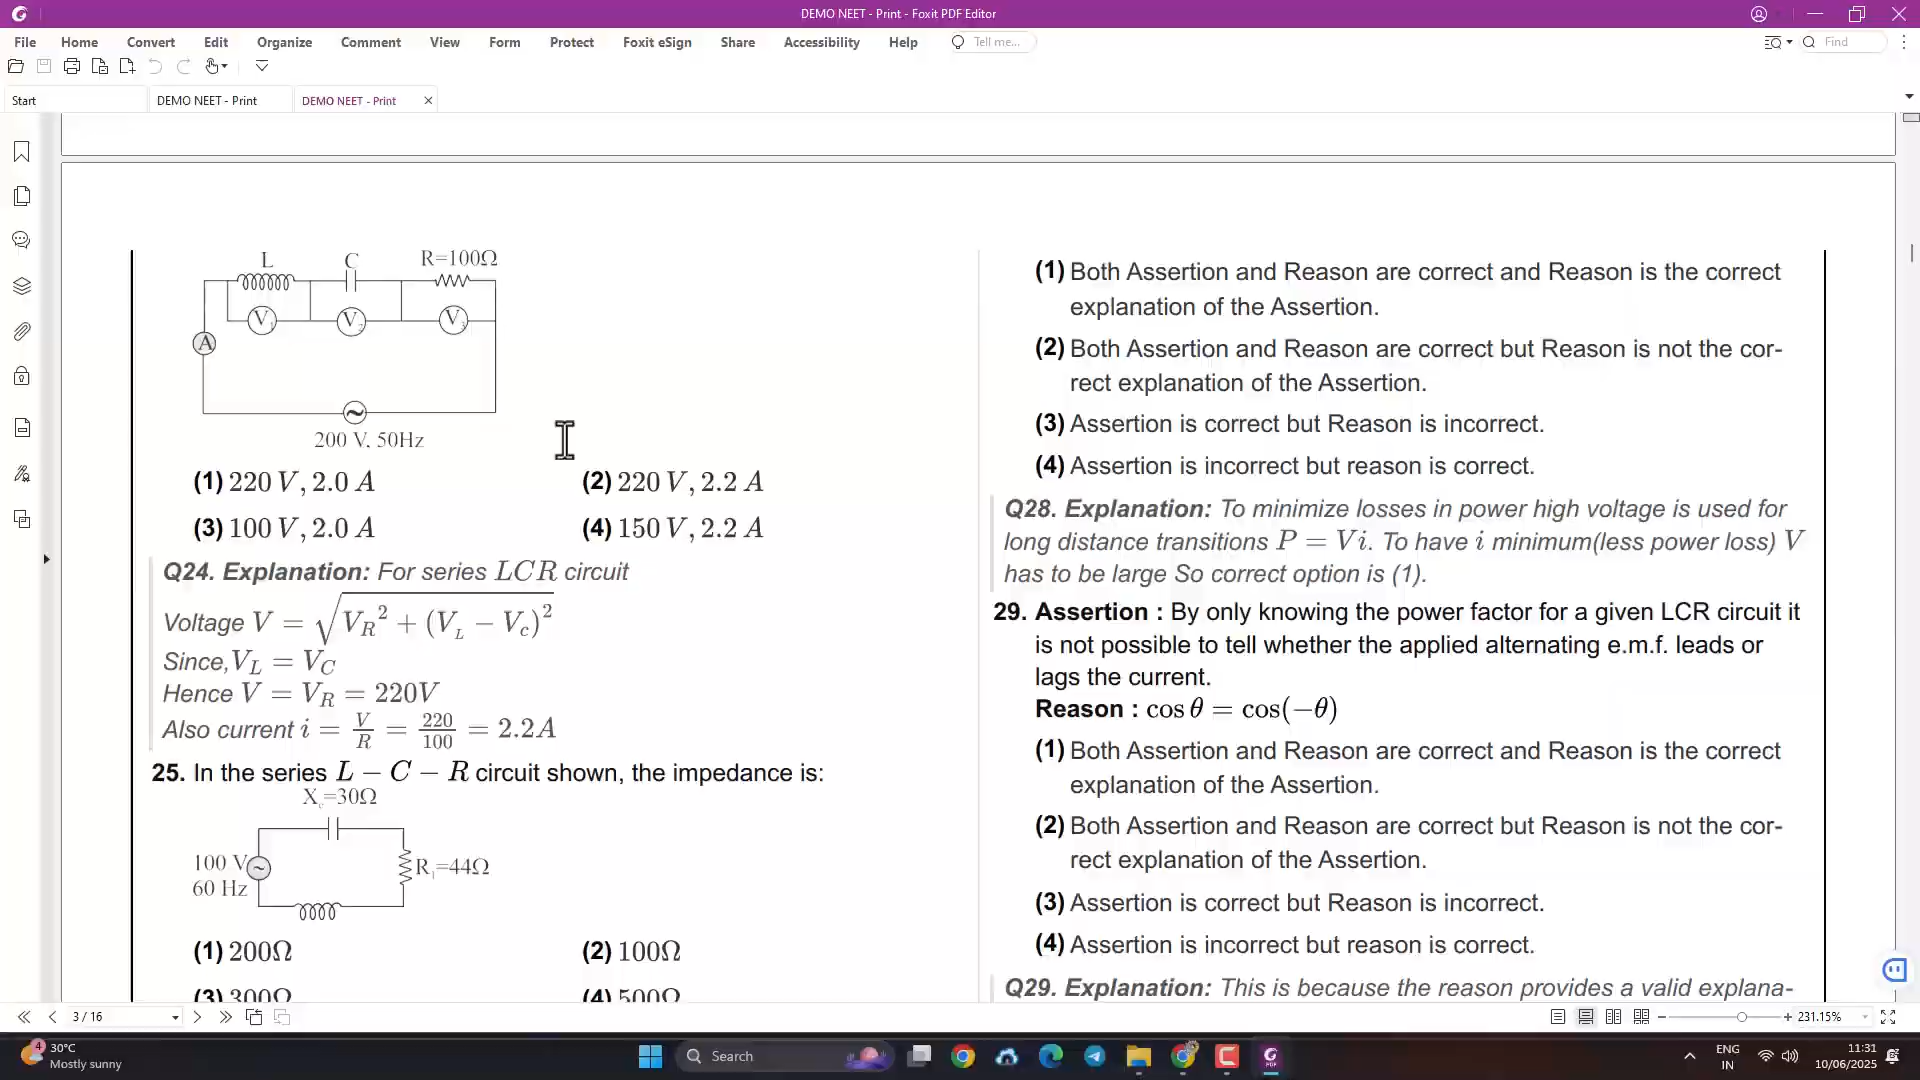 DEMO NEET - Print - Foxit PDF Editor
File Home Convert Edit Organize Comment View Form Protect Foxit eSign Share Accessibility Help Tell me... Find
Start DEMO NEET - Print DEMO NEET - Print
L C R=100Ω
V₁ V₂ V₃
A
200 V, 50Hz
(1) 220 V, 2.0 A (2) 220 V, 2.2 A
(3) 100 V, 2.0 A (4) 150 V, 2.2 A
Q24. Explanation: For series LCR circuit
Voltage V = √(V_R² + (V_L − V_c)²)
Since, V_L = V_C
Hence V = V_R = 220V
Also current i = V/R = 220/100 = 2.2A
25. In the series L − C − R circuit shown, the impedance is:
X_c=30Ω
100 V
60 Hz
R₁=44Ω
(1) 200Ω (2) 100Ω
(3) 300Ω (4) 500Ω
(1) Both Assertion and Reason are correct and Reason is the correct
explanation of the Assertion.
(2) Both Assertion and Reason are correct but Reason is not the cor-
rect explanation of the Assertion.
(3) Assertion is correct but Reason is incorrect.
(4) Assertion is incorrect but reason is correct.
Q28. Explanation: To minimize losses in power high voltage is used for
long distance transitions P = Vi. To have i minimum(less power loss) V
has to be large So correct option is (1).
29. Assertion : By only knowing the power factor for a given LCR circuit it
is not possible to tell whether the applied alternating e.m.f. leads or
lags the current.
Reason : cos θ = cos(−θ)
(1) Both Assertion and Reason are correct and Reason is the correct
explanation of the Assertion.
(2) Both Assertion and Reason are correct but Reason is not the cor-
rect explanation of the Assertion.
(3) Assertion is correct but Reason is incorrect.
(4) Assertion is incorrect but reason is correct.
Q29. Explanation: This is because the reason provides a valid explana-
3 / 16 231.15%
4 30°C
Mostly sunny
Search
ENG
IN
11:31
10/06/2025